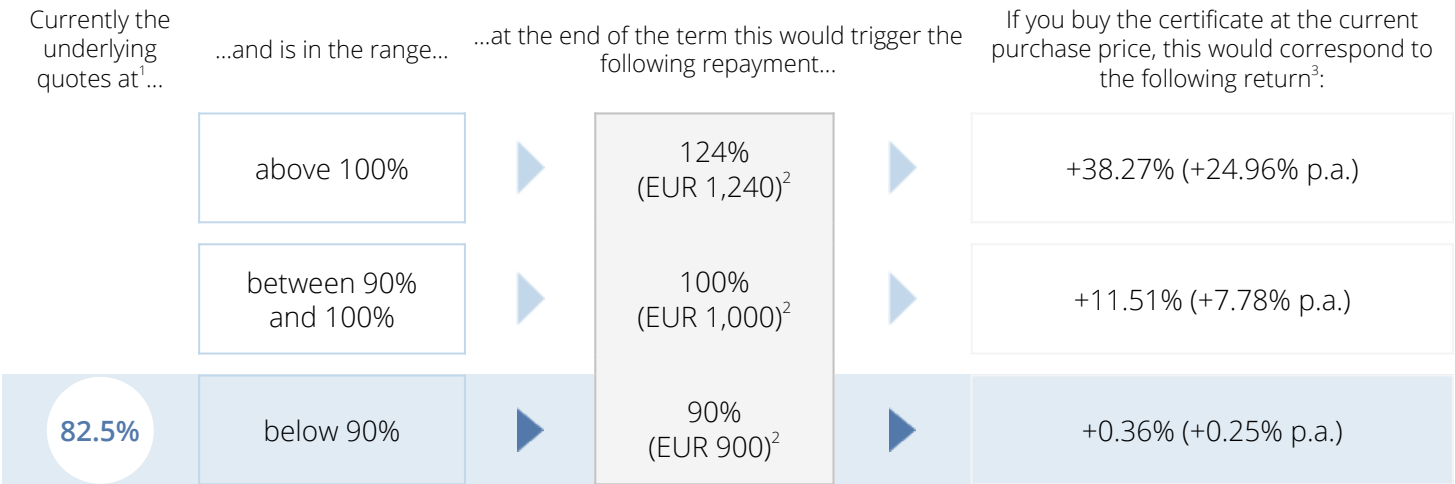 Currently the
underlying
quotes at¹...
...and is in the range...
...at the end of the term this would trigger the
following repayment...
If you buy the certificate at the current
purchase price, this would correspond to
the following return³:
above 100%
124%
(EUR 1,240)²
+38.27% (+24.96% p.a.)
between 90%
and 100%
100%
(EUR 1,000)²
+11.51% (+7.78% p.a.)
82.5%
below 90%
90%
(EUR 900)²
+0.36% (+0.25% p.a.)